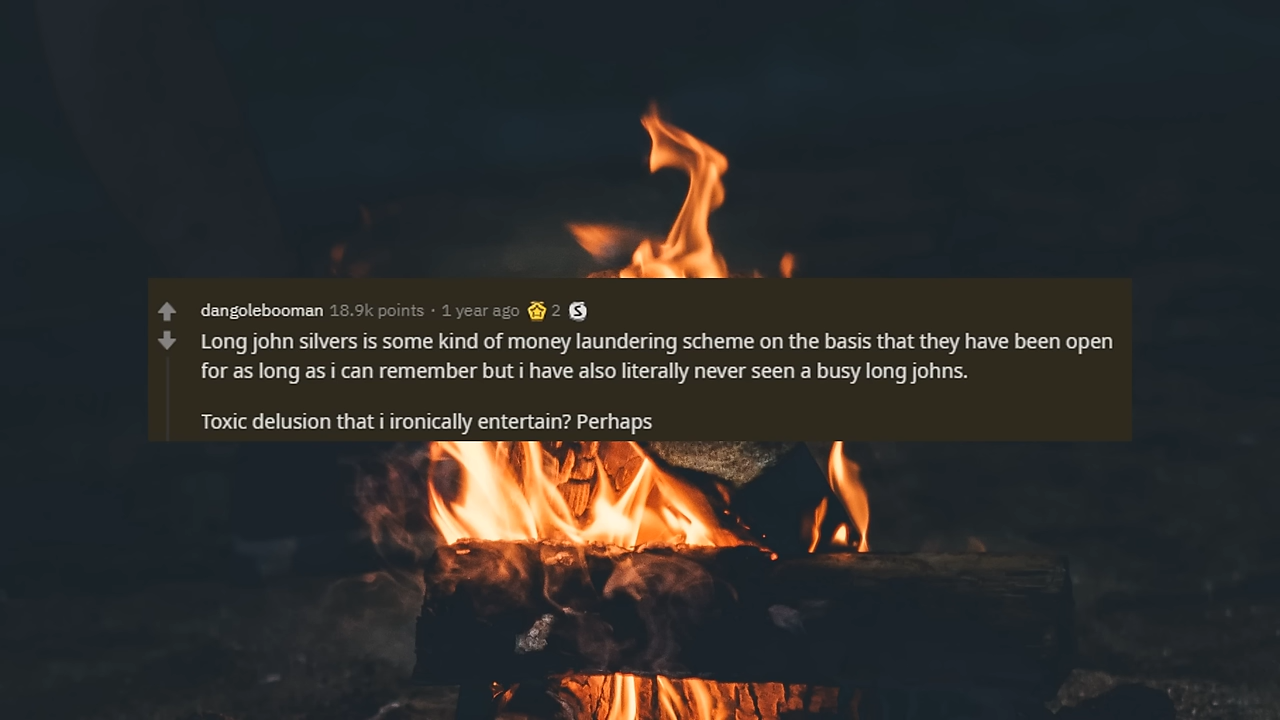 dangolebooman 18.9k points · 1 year ago 2 S
Long john silvers is some kind of money laundering scheme on the basis that they have been open
for as long as i can remember but i have also literally never seen a busy long johns.
Toxic delusion that i ironically entertain? Perhaps